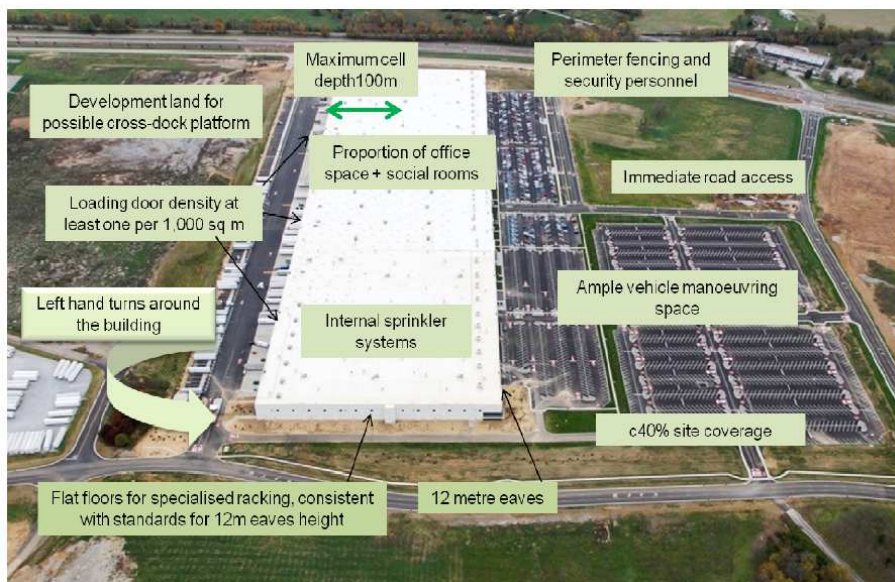 Maximum cell
depth100m
Perimeter fencing and
security personnel
Development land for
possible cross-dock platform
Proportion of office
space + social rooms
Immediate road access
Loading door density at
least one per 1,000 sq m
Left hand turns around
the building
Internal sprinkler
systems
Ample vehicle manoeuvring
space
c40% site coverage
Flat floors for specialised racking, consistent
with standards for 12m eaves height
12 metre eaves